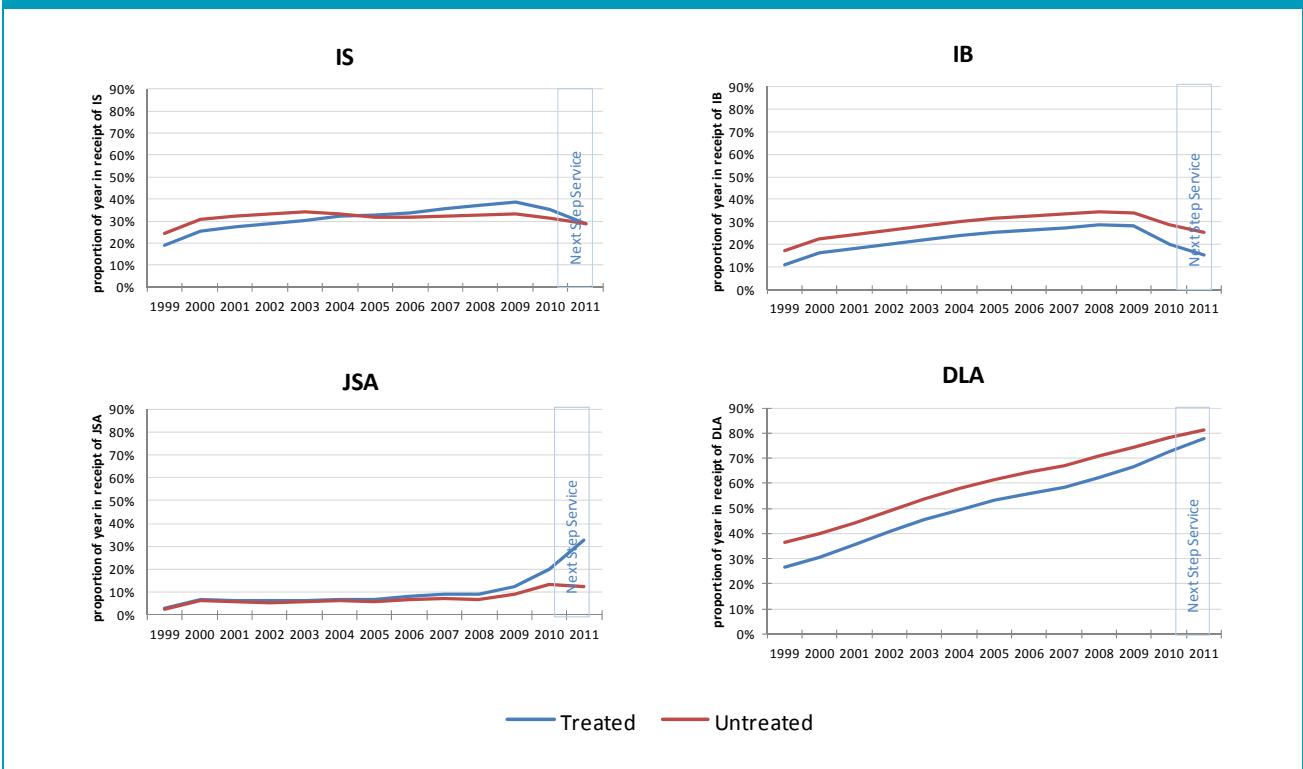 IS
proportion of year in receipt of IS
90%
80%
70%
60%
50%
40%
30%
20%
10%
0%
Next Step Service
1999 2000 2001 2002 2003 2004 2005 2006 2007 2008 2009 2010 2011
IB
proportion of year in receipt of IB
90%
80%
70%
60%
50%
40%
30%
20%
10%
0%
Next Step Service
1999 2000 2001 2002 2003 2004 2005 2006 2007 2008 2009 2010 2011
JSA
proportion of year in receipt of JSA
90%
80%
70%
60%
50%
40%
30%
20%
10%
0%
Next Step Service
1999 2000 2001 2002 2003 2004 2005 2006 2007 2008 2009 2010 2011
DLA
proportion of year in receipt of DLA
90%
80%
70%
60%
50%
40%
30%
20%
10%
0%
Next Step Service
1999 2000 2001 2002 2003 2004 2005 2006 2007 2008 2009 2010 2011
Treated Untreated